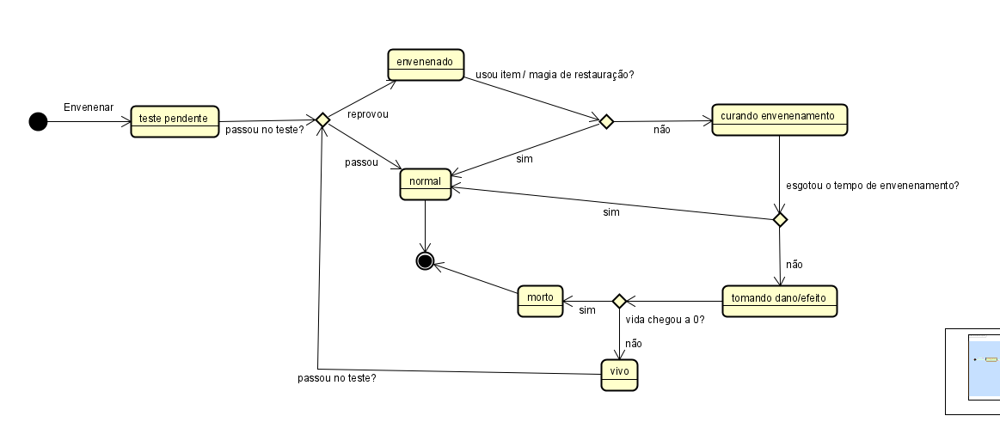 envenenado
usou item / magia de restauração?
Envenenar
teste pendente
passou no teste?
reprovou
curando envenenamento
não
passou
sim
normal
esgotou o tempo de envenenamento?
sim
não
morto
sim
vida chegou a 0?
tomando dano/efeito
não
vivo
passou no teste?